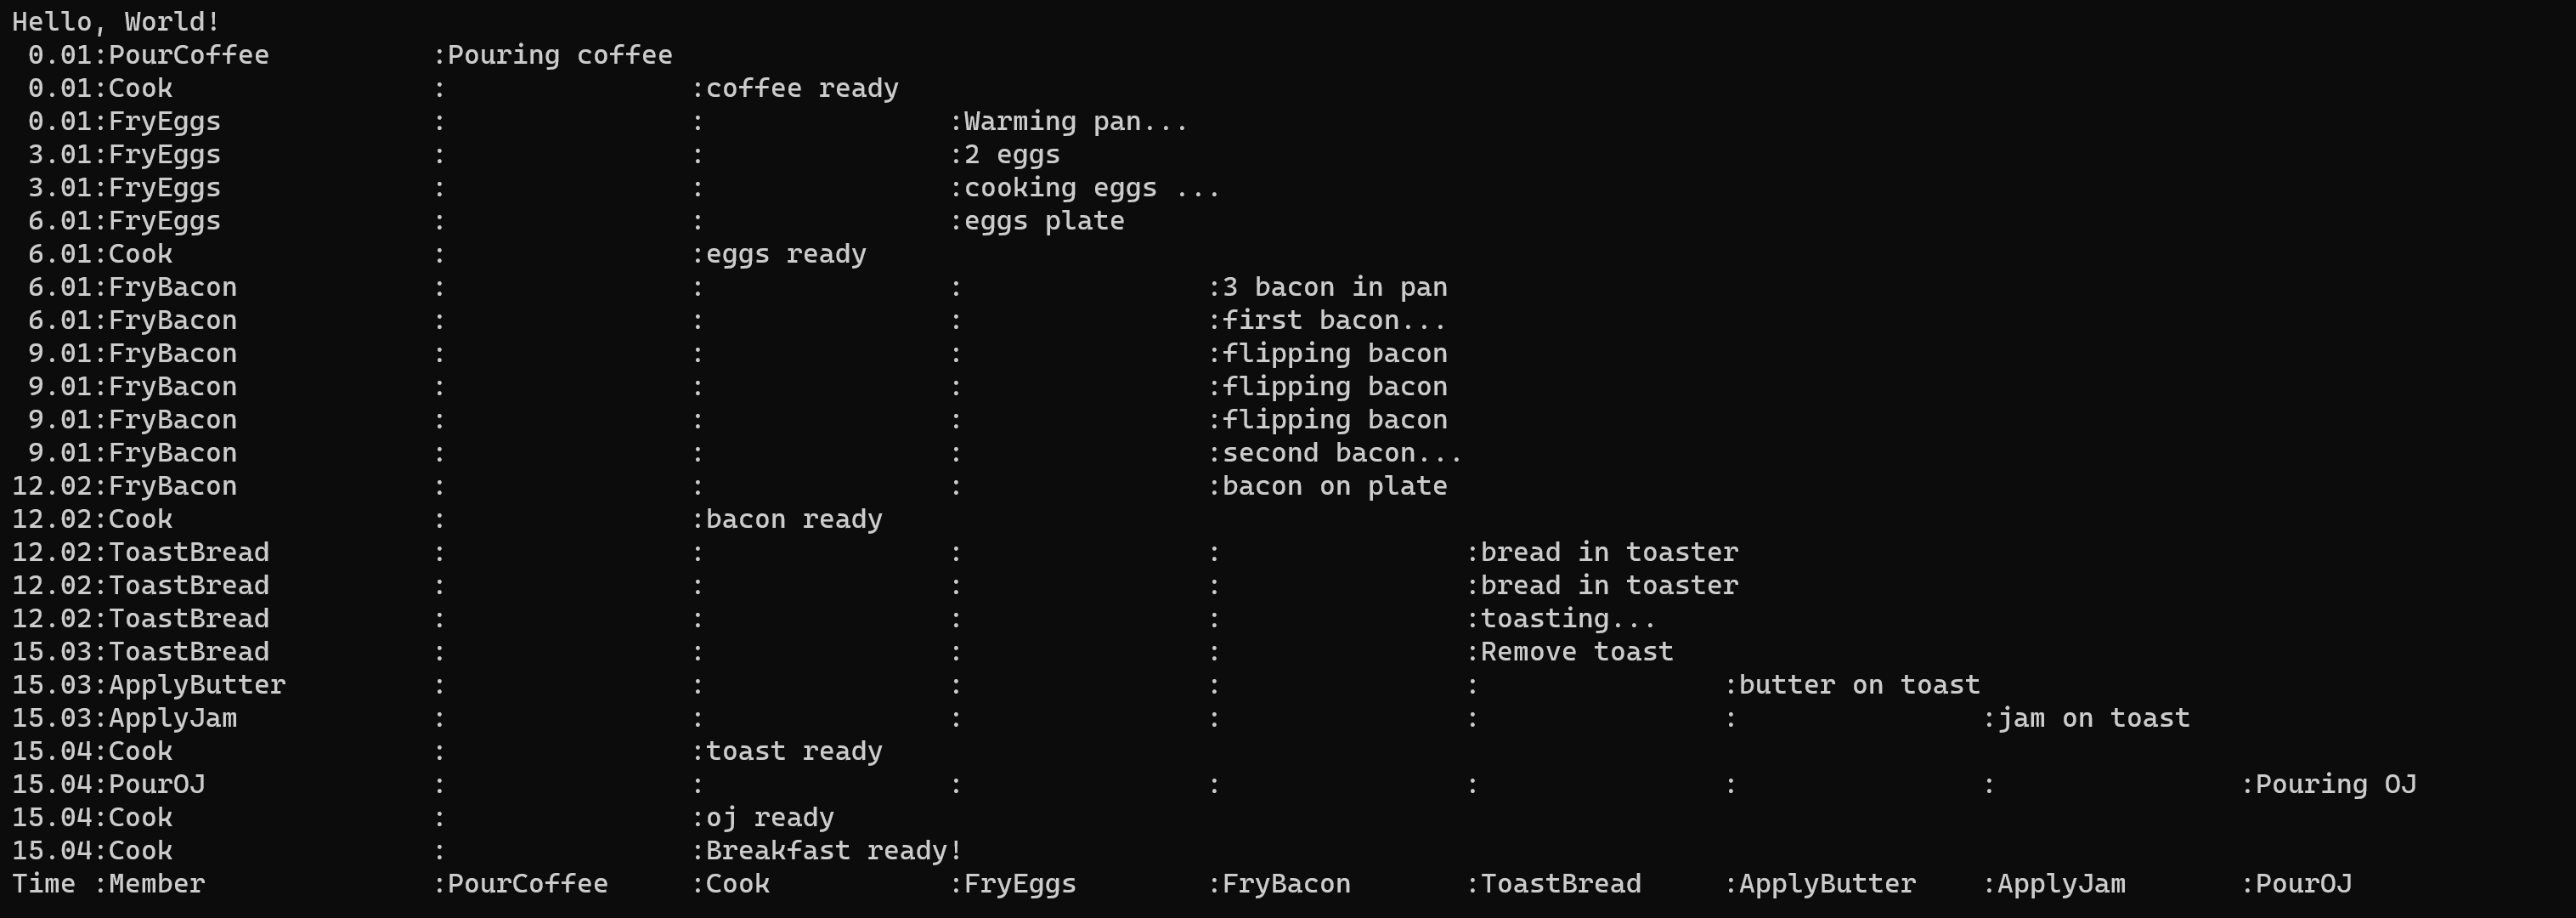 Hello, World!
 0.01:PourCoffee          :Pouring coffee
 0.01:Cook                :               :coffee ready
 0.01:FryEggs             :               :               :Warming pan...
 3.01:FryEggs             :               :               :2 eggs
 3.01:FryEggs             :               :               :cooking eggs ...
 6.01:FryEggs             :               :               :eggs plate
 6.01:Cook                :               :eggs ready
 6.01:FryBacon            :               :               :               :3 bacon in pan
 6.01:FryBacon            :               :               :               :first bacon...
 9.01:FryBacon            :               :               :               :flipping bacon
 9.01:FryBacon            :               :               :               :flipping bacon
 9.01:FryBacon            :               :               :               :flipping bacon
 9.01:FryBacon            :               :               :               :second bacon...
12.02:FryBacon            :               :               :               :bacon on plate
12.02:Cook                :               :bacon ready
12.02:ToastBread          :               :               :               :               :bread in toaster
12.02:ToastBread          :               :               :               :               :bread in toaster
12.02:ToastBread          :               :               :               :               :toasting...
15.03:ToastBread          :               :               :               :               :Remove toast
15.03:ApplyButter         :               :               :               :               :               :butter on toast
15.03:ApplyJam            :               :               :               :               :               :               :jam on toast
15.04:Cook                :               :toast ready
15.04:PourOJ              :               :               :               :               :               :               :               :Pouring OJ
15.04:Cook                :               :oj ready
15.04:Cook                :               :Breakfast ready!
Time :Member              :PourCoffee     :Cook           :FryEggs        :FryBacon       :ToastBread     :ApplyButter    :ApplyJam       :PourOJ